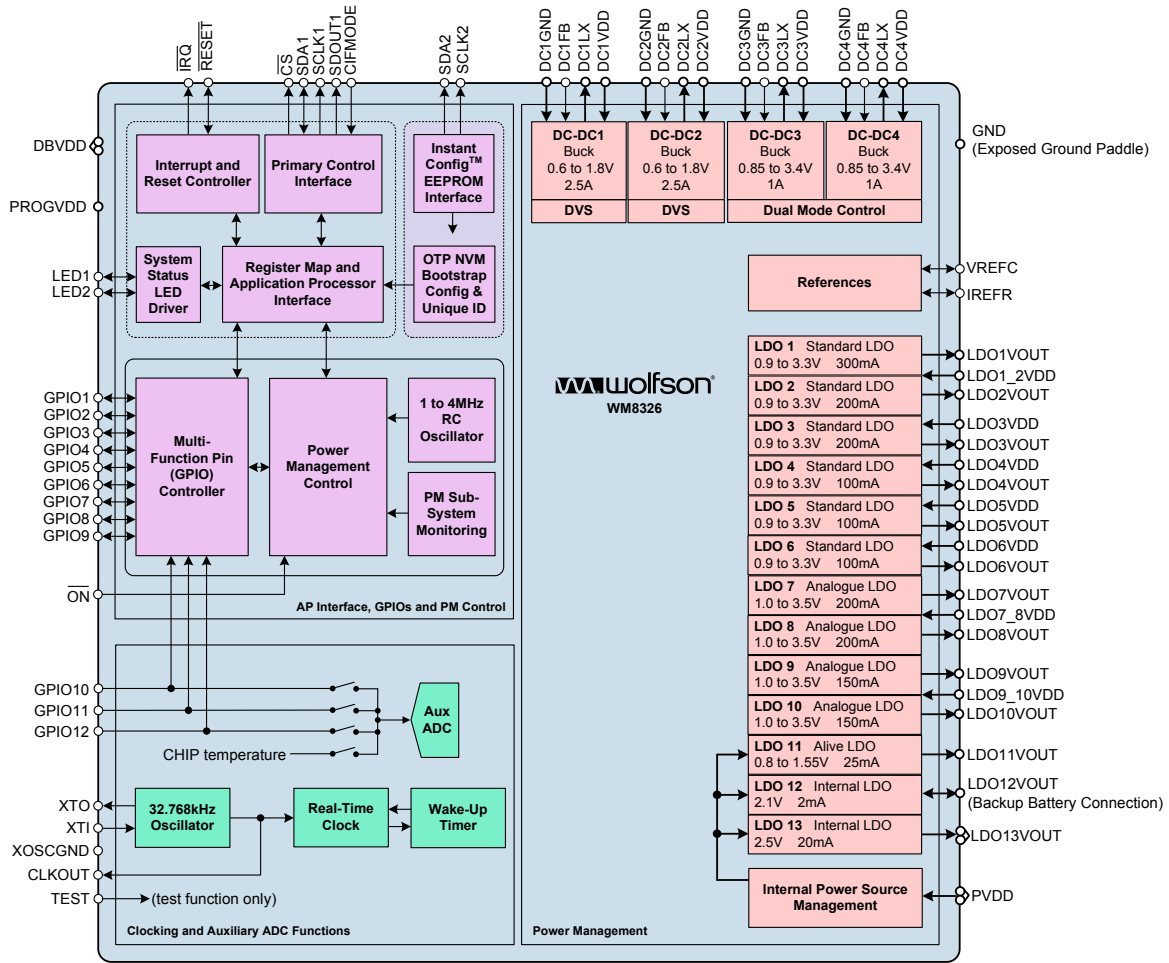 IRQ
RESET
CS
SDA1
SCLK1
SDOUT1
CIFMODE
SDA2
SCLK2
DC1GND
DC1FB
DC1LX
DC1VDD
DC2GND
DC2FB
DC2LX
DC2VDD
DC3GND
DC3FB
DC3LX
DC3VDD
DC4GND
DC4FB
DC4LX
DC4VDD
DBVDD
PROGVDD
LED1
LED2
GPIO1
GPIO2
GPIO3
GPIO4
GPIO5
GPIO6
GPIO7
GPIO8
GPIO9
ON
Interrupt and
Reset Controller
Primary Control
Interface
Instant
Config™
EEPROM
Interface
System
Status
LED
Driver
Register Map and
Application Processor
Interface
OTP NVM
Bootstrap
Config &
Unique ID
Multi-
Function Pin
(GPIO)
Controller
Power
Management
Control
1 to 4MHz
RC
Oscillator
PM Sub-
System
Monitoring
AP Interface, GPIOs and PM Control
GPIO10
GPIO11
GPIO12
CHIP temperature
Aux
ADC
XTO
XTI
XOSCGND
CLKOUT
TEST
32.768kHz
Oscillator
Real-Time
Clock
Wake-Up
Timer
(test function only)
Clocking and Auxiliary ADC Functions
DC-DC1
Buck
0.6 to 1.8V
2.5A
DVS
DC-DC2
Buck
0.6 to 1.8V
2.5A
DVS
DC-DC3
Buck
0.85 to 3.4V
1A
DC-DC4
Buck
0.85 to 3.4V
1A
Dual Mode Control
References
wolfson
WM8326
LDO 1 Standard LDO
0.9 to 3.3V 300mA
LDO 2 Standard LDO
0.9 to 3.3V 200mA
LDO 3 Standard LDO
0.9 to 3.3V 200mA
LDO 4 Standard LDO
0.9 to 3.3V 100mA
LDO 5 Standard LDO
0.9 to 3.3V 100mA
LDO 6 Standard LDO
0.9 to 3.3V 100mA
LDO 7 Analogue LDO
1.0 to 3.5V 200mA
LDO 8 Analogue LDO
1.0 to 3.5V 200mA
LDO 9 Analogue LDO
1.0 to 3.5V 150mA
LDO 10 Analogue LDO
1.0 to 3.5V 150mA
LDO 11 Alive LDO
0.8 to 1.55V 25mA
LDO 12 Internal LDO
2.1V 2mA
LDO 13 Internal LDO
2.5V 20mA
Internal Power Source
Management
Power Management
GND
(Exposed Ground Paddle)
VREFC
IREFR
LDO1VOUT
LDO1_2VDD
LDO2VOUT
LDO3VDD
LDO3VOUT
LDO4VDD
LDO4VOUT
LDO5VDD
LDO5VOUT
LDO6VDD
LDO6VOUT
LDO7VOUT
LDO7_8VDD
LDO8VOUT
LDO9VOUT
LDO9_10VDD
LDO10VOUT
LDO11VOUT
LDO12VOUT
(Backup Battery Connection)
LDO13VOUT
PVDD